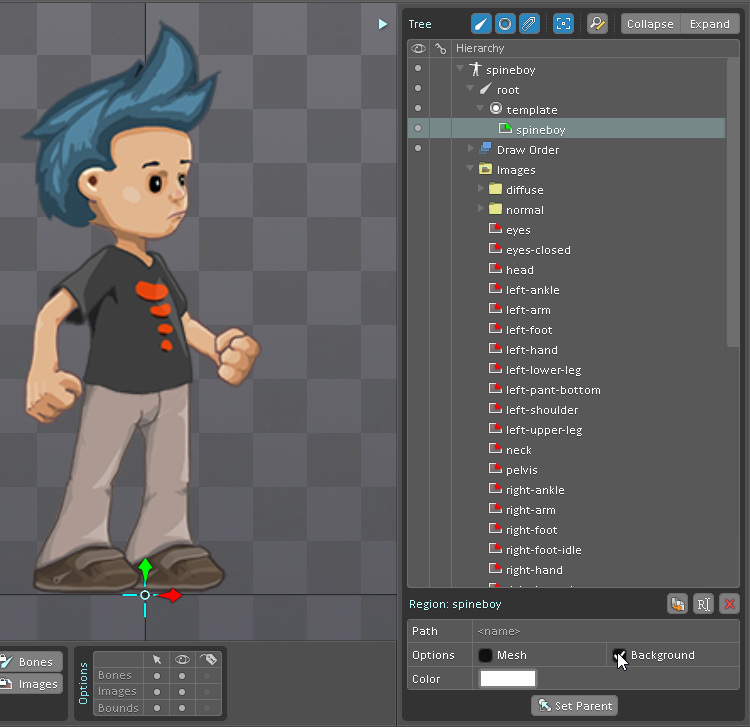 Tree
Collapse
Expand
Hierarchy
spineboy
root
template
spineboy
Draw Order
Images
diffuse
normal
eyes
eyes-closed
head
left-ankle
left-arm
left-foot
left-hand
left-lower-leg
left-pant-bottom
left-shoulder
left-upper-leg
neck
pelvis
right-ankle
right-arm
right-foot
right-foot-idle
right-hand
Region: spineboy
Path <name>
Options Mesh Background
Color
Set Parent
Bones
Images
Options
Bones
Images
Bounds